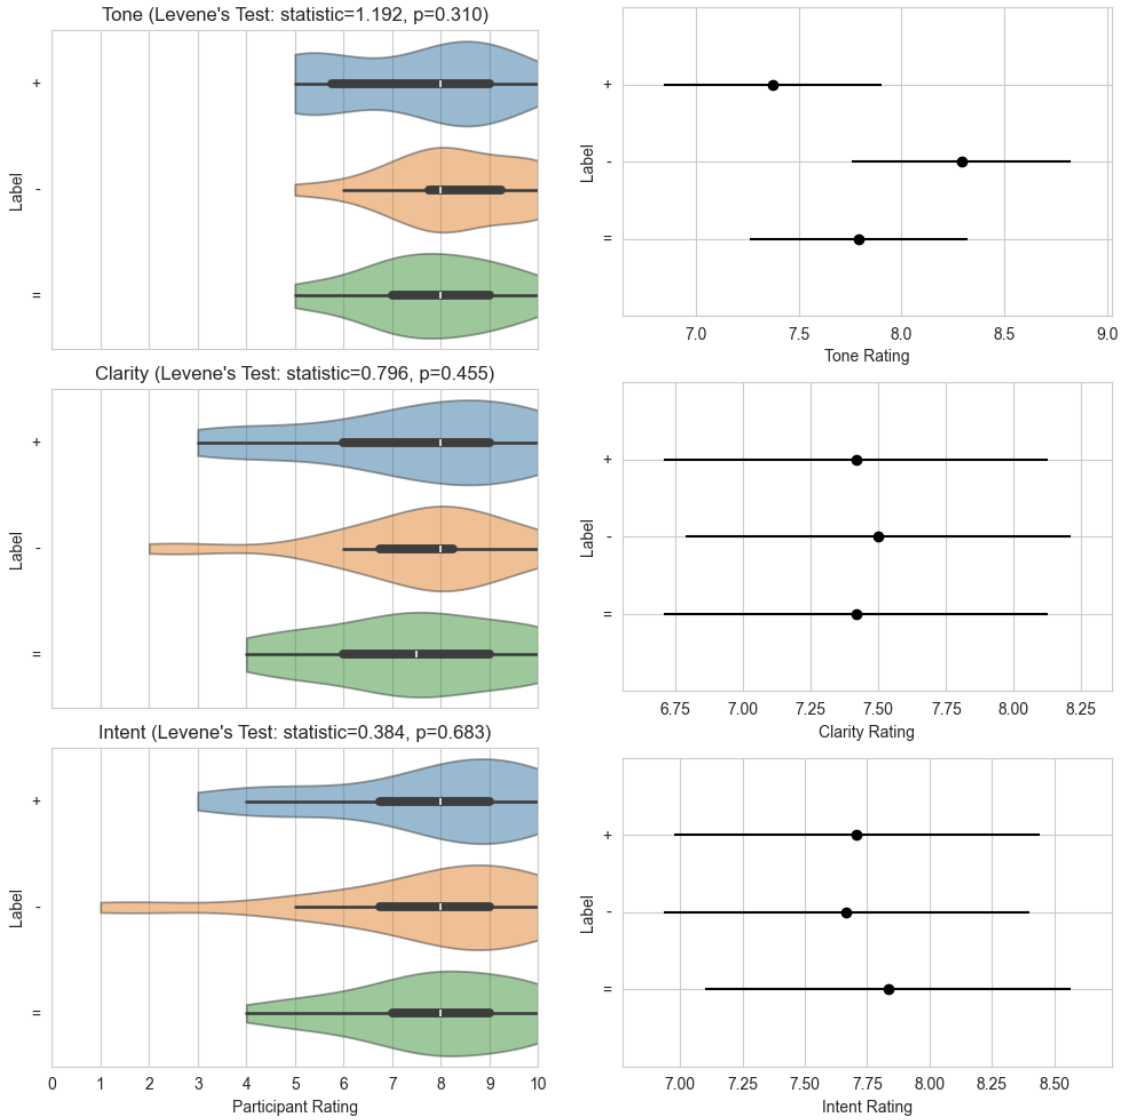 Tone (Levene's Test: statistic=1.192, p=0.310)
+
-
=
Label
+
-
=
Label
7.0 7.5 8.0 8.5 9.0
Tone Rating
Clarity (Levene's Test: statistic=0.796, p=0.455)
+
-
=
Label
+
-
=
Label
6.75 7.00 7.25 7.50 7.75 8.00 8.25
Clarity Rating
Intent (Levene's Test: statistic=0.384, p=0.683)
+
-
=
Label
0 1 2 3 4 5 6 7 8 9 10
Participant Rating
+
-
=
Label
7.00 7.25 7.50 7.75 8.00 8.25 8.50
Intent Rating